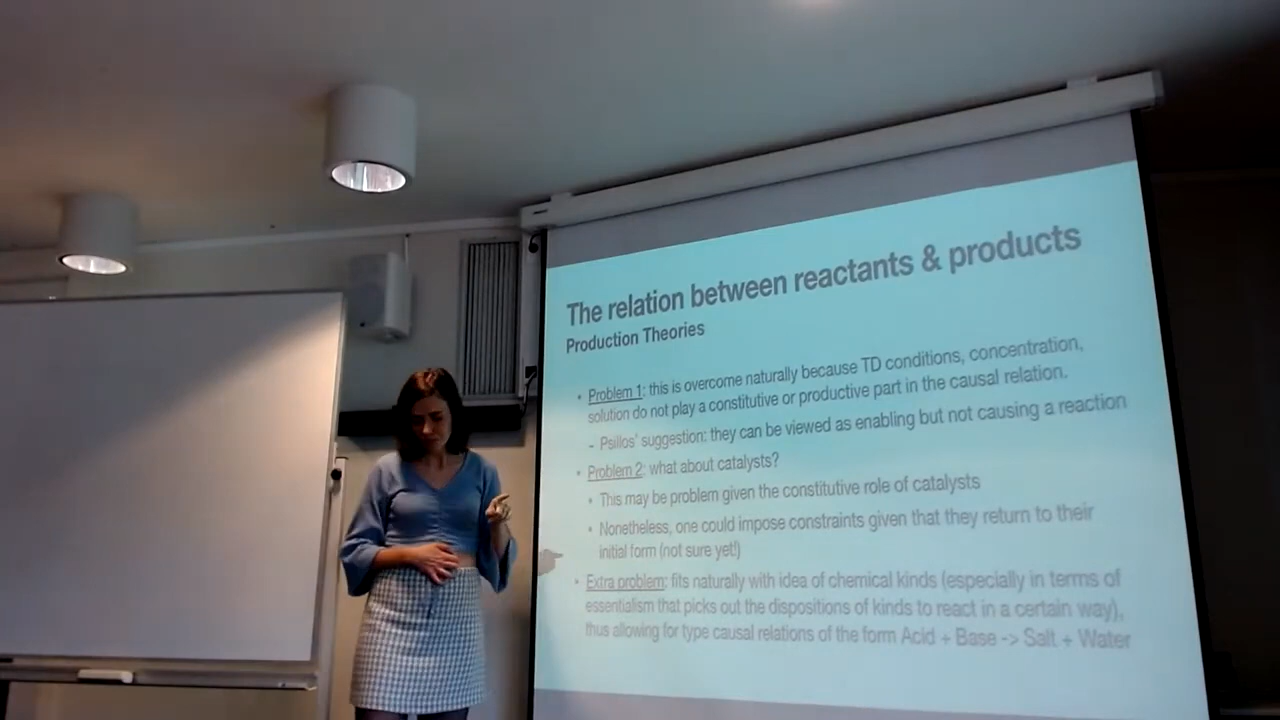 The relation between reactants & products
Production Theories
• Problem 1: this is overcome naturally because TD conditions, concentration,
solution do not play a constitutive or productive part in the causal relation.
- Psillos' suggestion: they can be viewed as enabling but not causing a reaction
• Problem 2: what about catalysts?
• This may be problem given the constitutive role of catalysts
• Nonetheless, one could impose constraints given that they return to their
initial form (not sure yet!)
• Extra problem: fits naturally with idea of chemical kinds (especially in terms of
essentialism that picks out the dispositions of kinds to react in a certain way),
thus allowing for type causal relations of the form Acid + Base -> Salt + Water